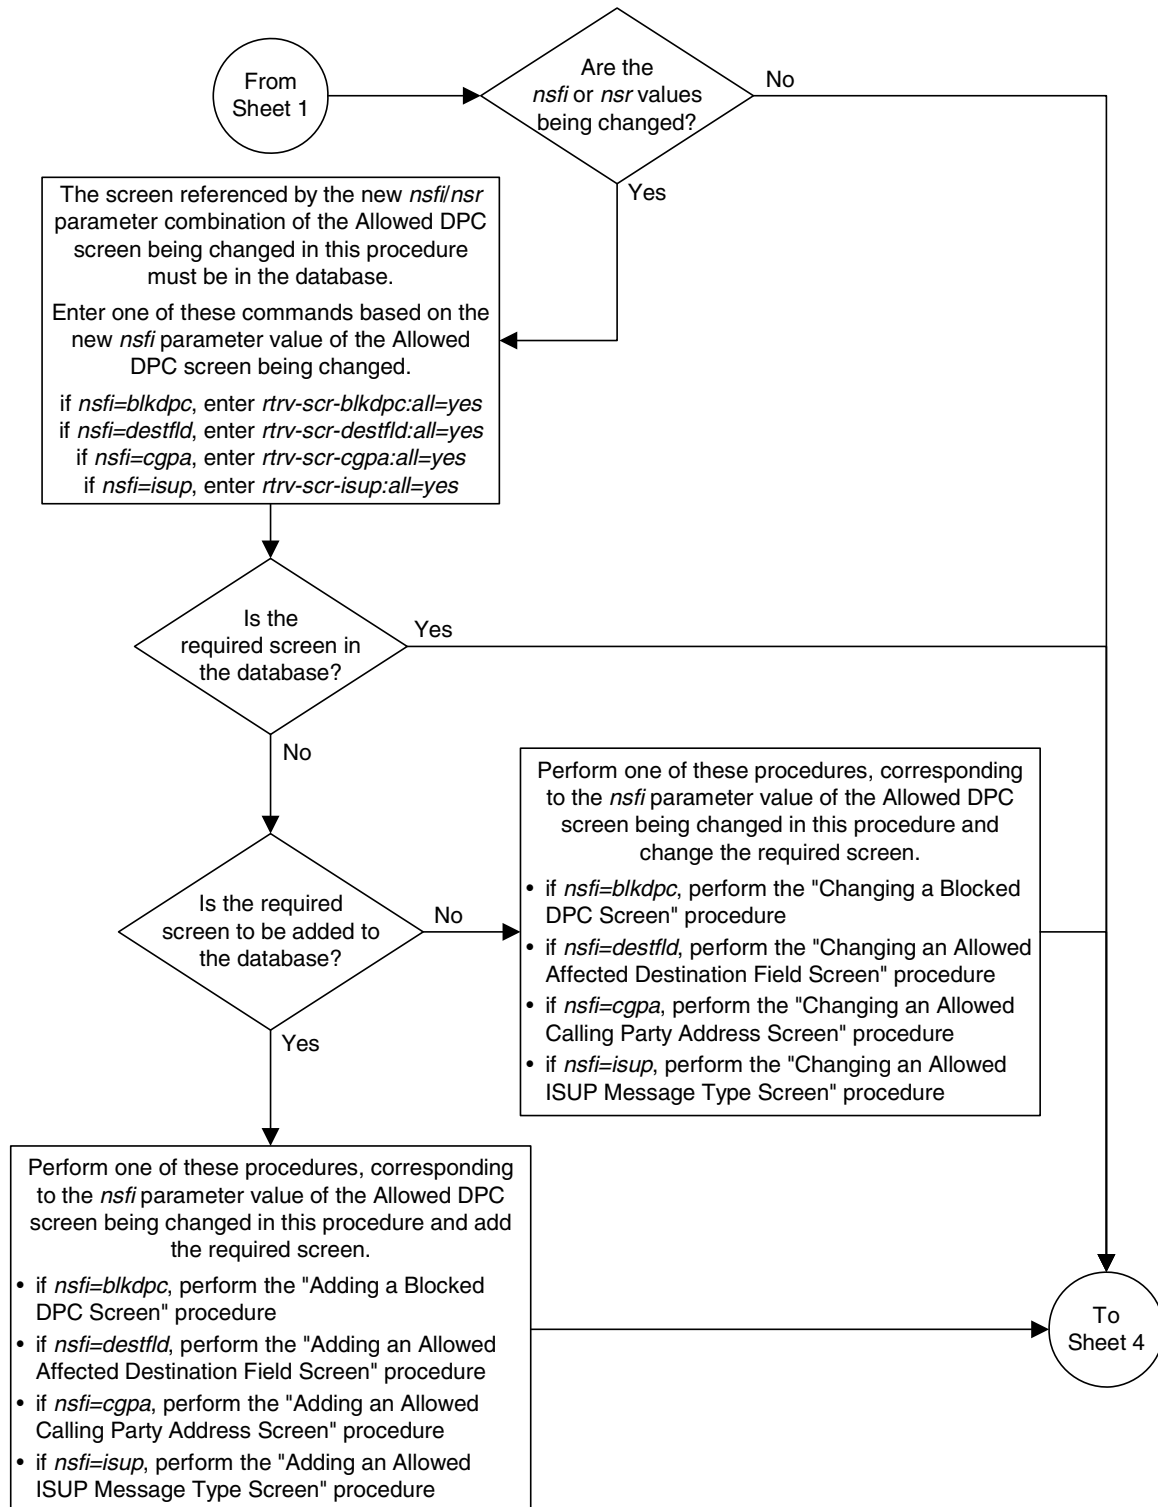 From
Sheet 1
Are the
nsfi or nsr values
being changed?
No
Yes
The screen referenced by the new nsfi/nsr
parameter combination of the Allowed DPC
screen being changed in this procedure
must be in the database.
Enter one of these commands based on the
new nsfi parameter value of the Allowed
DPC screen being changed.
if nsfi=blkdpc, enter rtrv-scr-blkdpc:all=yes
if nsfi=destfld, enter rtrv-scr-destfld:all=yes
if nsfi=cgpa, enter rtrv-scr-cgpa:all=yes
if nsfi=isup, enter rtrv-scr-isup:all=yes
Is the
required screen in
the database?
Yes
No
Is the required
screen to be added to
the database?
No
Yes
Perform one of these procedures, corresponding
to the nsfi parameter value of the Allowed DPC
screen being changed in this procedure and
change the required screen.
• if nsfi=blkdpc, perform the "Changing a Blocked
DPC Screen" procedure
• if nsfi=destfld, perform the "Changing an Allowed
Affected Destination Field Screen" procedure
• if nsfi=cgpa, perform the "Changing an Allowed
Calling Party Address Screen" procedure
• if nsfi=isup, perform the "Changing an Allowed
ISUP Message Type Screen" procedure
Perform one of these procedures, corresponding
to the nsfi parameter value of the Allowed DPC
screen being changed in this procedure and add
the required screen.
• if nsfi=blkdpc, perform the "Adding a Blocked
DPC Screen" procedure
• if nsfi=destfld, perform the "Adding an Allowed
Affected Destination Field Screen" procedure
• if nsfi=cgpa, perform the "Adding an Allowed
Calling Party Address Screen" procedure
• if nsfi=isup, perform the "Adding an Allowed
ISUP Message Type Screen" procedure
To
Sheet 4